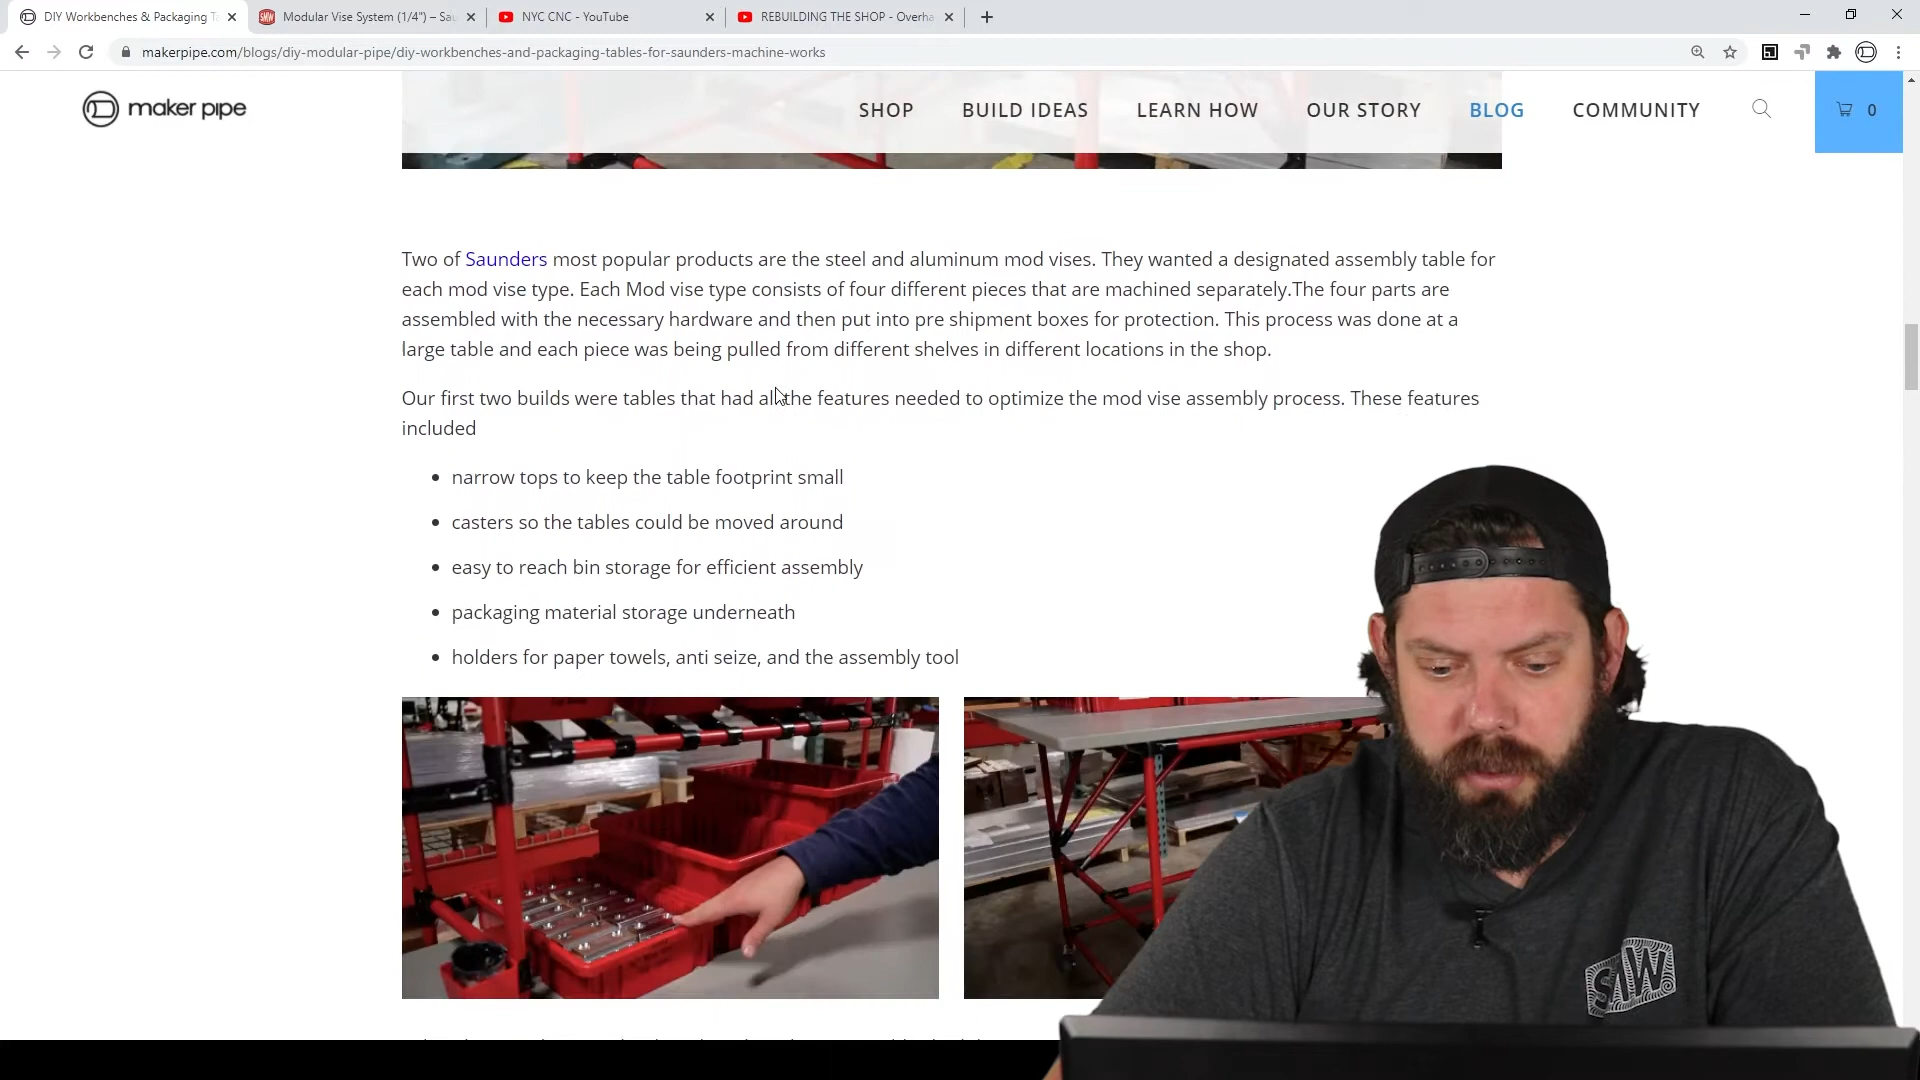 DIY Workbenches & Packaging Ta
Modular Vise System (1/4") – Sau
NYC CNC - YouTube
REBUILDING THE SHOP - Overha
makerpipe.com/blogs/diy-modular-pipe/diy-workbenches-and-packaging-tables-for-saunders-machine-works
maker pipe
SHOP
BUILD IDEAS
LEARN HOW
OUR STORY
BLOG
COMMUNITY
0
Two of Saunders most popular products are the steel and aluminum mod vises. They wanted a designated assembly table for
each mod vise type. Each Mod vise type consists of four different pieces that are machined separately.The four parts are
assembled with the necessary hardware and then put into pre shipment boxes for protection. This process was done at a
large table and each piece was being pulled from different shelves in different locations in the shop.
Our first two builds were tables that had all the features needed to optimize the mod vise assembly process. These features
included
narrow tops to keep the table footprint small
casters so the tables could be moved around
easy to reach bin storage for efficient assembly
packaging material storage underneath
holders for paper towels, anti seize, and the assembly tool
SMW